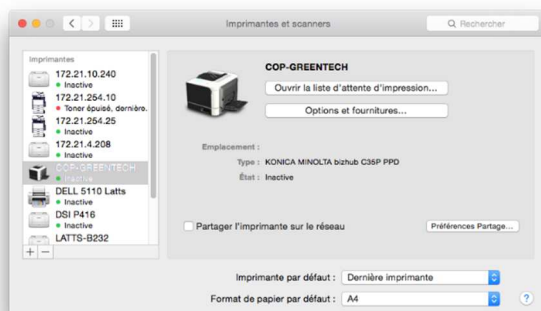 Imprimantes et scanners
Rechercher
Imprimantes
172.21.10.240
Inactive
172.21.254.10
Toner épuisé, dernière.
172.21.254.25
Inactive
172.21.4.208
Inactive
COP-GREENTECH
Inactive
DELL 5110 Latts
Inactive
DSI P416
Inactive
LATTS-B232
+ −
COP-GREENTECH
Ouvrir la liste d'attente d'impression...
Options et fournitures...
Emplacement :
Type : KONICA MINOLTA bizhub C35P PPD
État : Inactive
Partager l'imprimante sur le réseau
Préférences Partage...
Imprimante par défaut : Dernière imprimante
Format de papier par défaut : A4
?